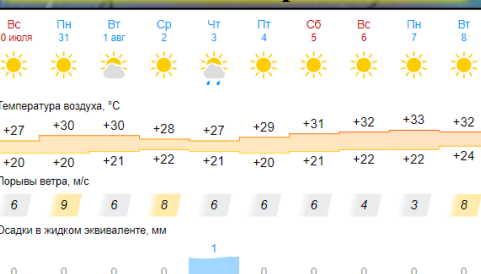 Вс Пн Вт Ср Чт Пт Сб Вс Пн Вт
0 июля 31 1 авг 2 3 4 5 6 7 8
Температура воздуха, °C
+27 +30 +30 +28 +27 +29 +31 +32 +33 +32
+20 +20 +21 +22 +21 +20 +21 +22 +22 +24
Порывы ветра, м/с
6 9 6 8 6 6 6 4 3 8
Осадки в жидком эквиваленте, мм
1
0 0 0 0 0 0 0 0 0